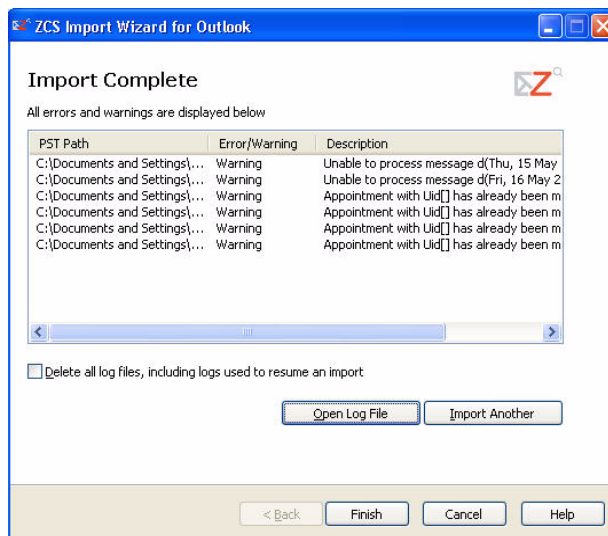 ZCS Import Wizard for Outlook
Import Complete
Z
All errors and warnings are displayed below
PST Path Error/Warning Description
C:\Documents and Settings\... Warning Unable to process message d(Thu, 15 May
C:\Documents and Settings\... Warning Unable to process message d(Fri, 16 May 2
C:\Documents and Settings\... Warning Appointment with Uid[] has already been m
C:\Documents and Settings\... Warning Appointment with Uid[] has already been m
C:\Documents and Settings\... Warning Appointment with Uid[] has already been m
C:\Documents and Settings\... Warning Appointment with Uid[] has already been m
Delete all log files, including logs used to resume an import
Open Log File Import Another
< Back Finish Cancel Help